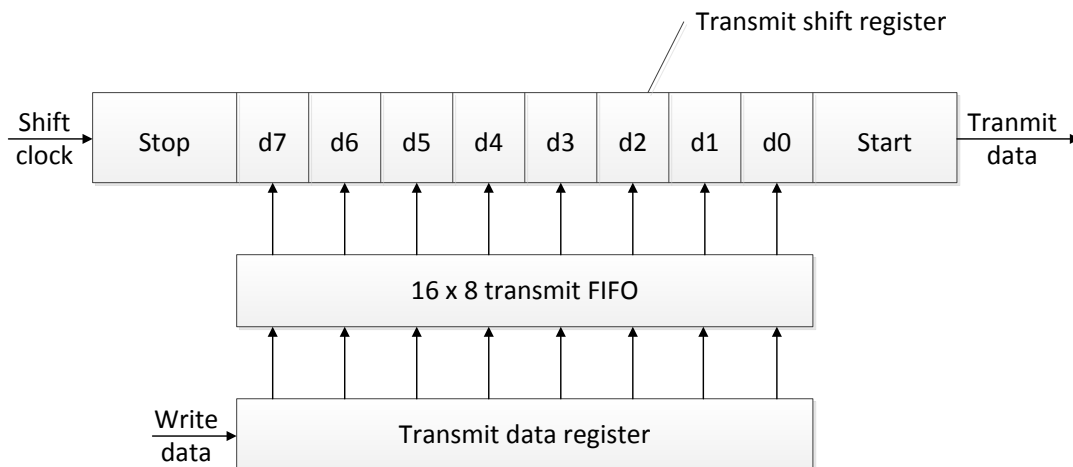 Transmit shift register
Shift
clock
Stop d7 d6 d5 d4 d3 d2 d1 d0 Start
Tranmit
data
16 x 8 transmit FIFO
Write
data
Transmit data register